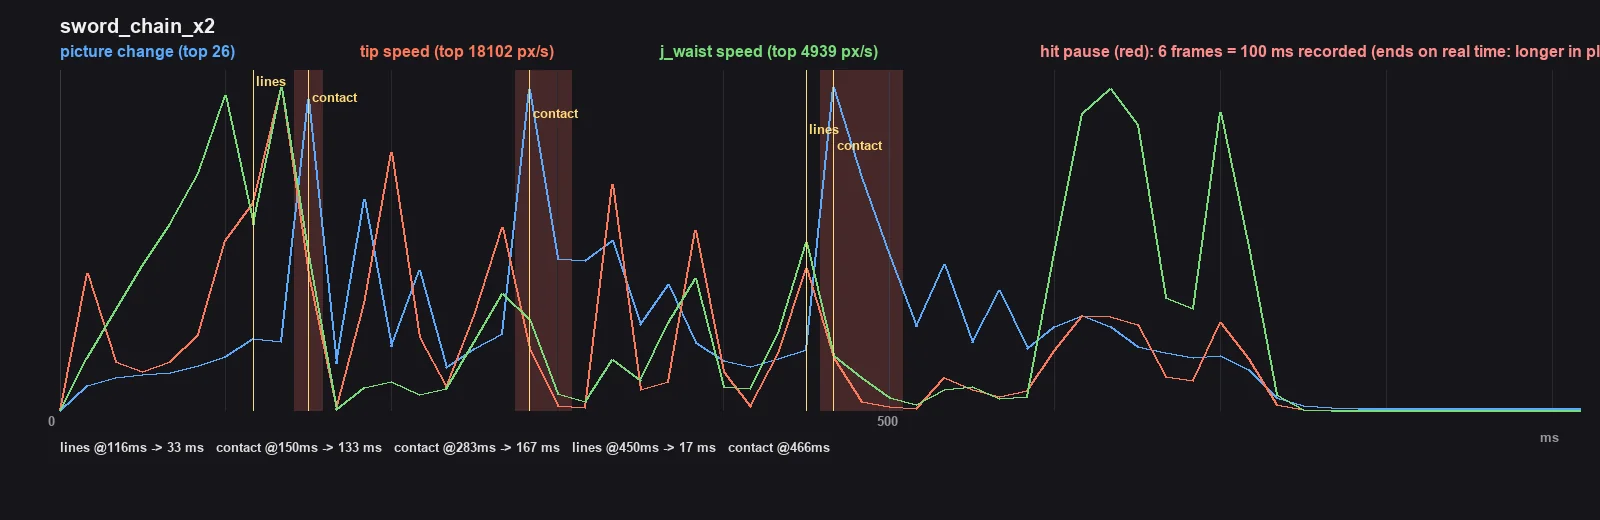 sword_chain_x2
picture change (top 26) tip speed (top 18102 px/s) j_waist speed (top 4939 px/s) hit pause (red): 6 frames = 100 ms recorded (ends on real time: longer in pl
lines
contact
contact
lines
contact
0 500
ms
lines @116ms -> 33 ms contact @150ms -> 133 ms contact @283ms -> 167 ms lines @450ms -> 17 ms contact @466ms